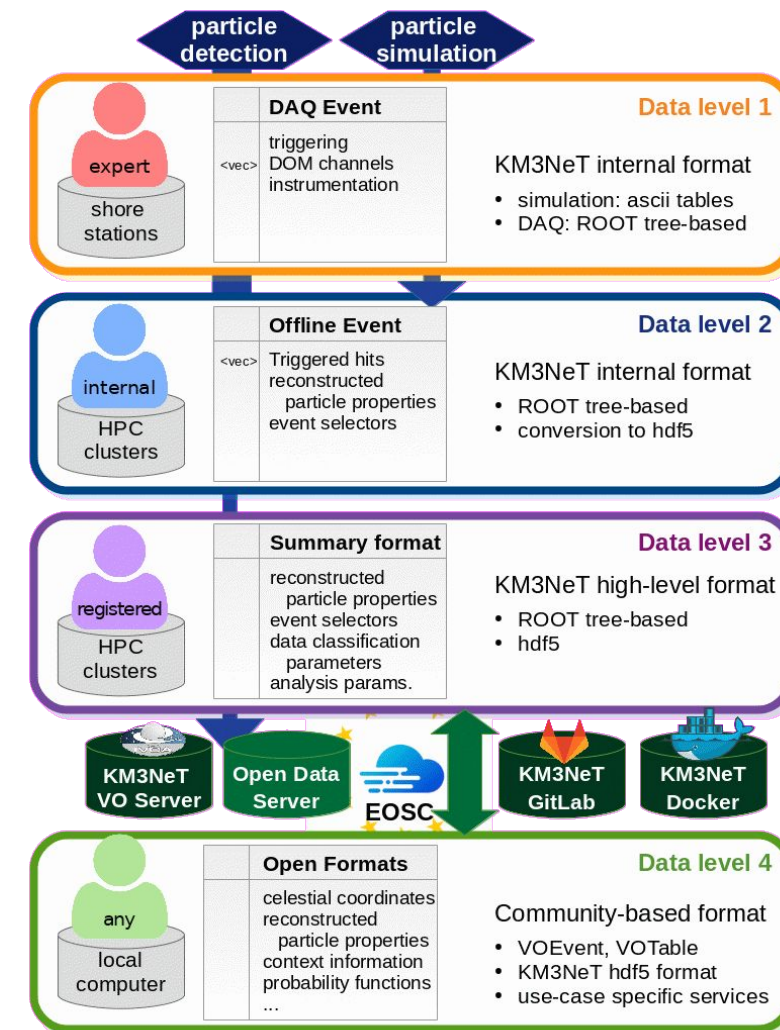 particle
detection
particle
simulation
expert
shore
stations
DAQ Event
<vec>
triggering
DOM channels
instrumentation
Data level 1
KM3NeT internal format
• simulation: ascii tables
• DAQ: ROOT tree-based
internal
HPC
clusters
Offline Event
<vec>
Triggered hits
reconstructed
particle properties
event selectors
Data level 2
KM3NeT internal format
• ROOT tree-based
• conversion to hdf5
registered
HPC
clusters
Summary format
reconstructed
particle properties
event selectors
data classification
parameters
analysis params.
Data level 3
KM3NeT high-level format
• ROOT tree-based
• hdf5
KM3NeT
VO Server
Open Data
Server
EOSC
KM3NeT
GitLab
KM3NeT
Docker
any
local
computer
Open Formats
celestial coordinates
reconstructed
particle properties
context information
probability functions
...
Data level 4
Community-based format
• VOEvent, VOTable
• KM3NeT hdf5 format
• use-case specific services